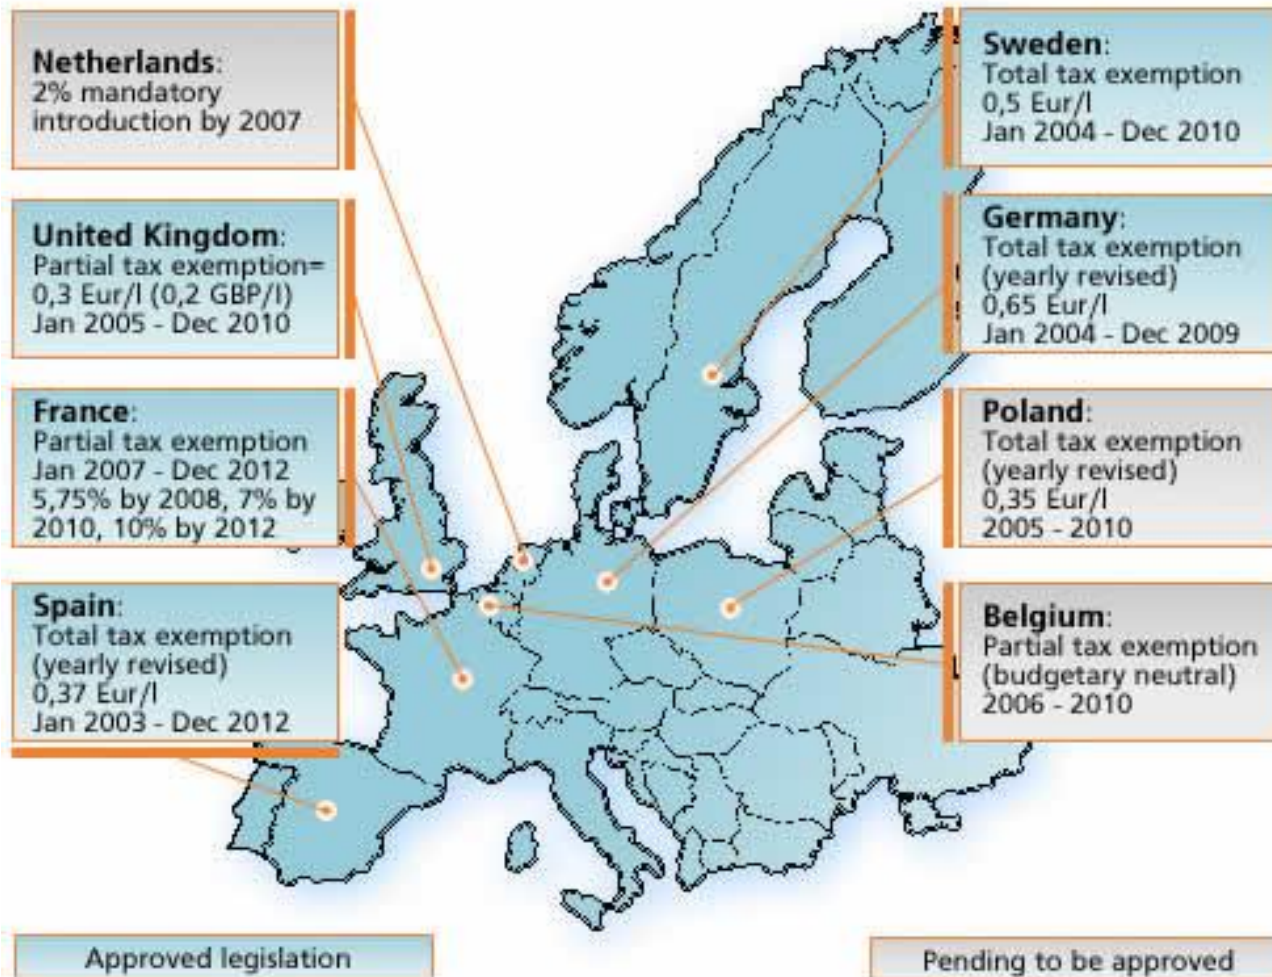 Netherlands:
2% mandatory
introduction by 2007
United Kingdom:
Partial tax exemption=
0,3 Eur/l (0,2 GBP/l)
Jan 2005 - Dec 2010
France:
Partial tax exemption
Jan 2007 - Dec 2012
5,75% by 2008, 7% by
2010, 10% by 2012
Spain:
Total tax exemption
(yearly revised)
0,37 Eur/l
Jan 2003 - Dec 2012
Sweden:
Total tax exemption
0,5 Eur/l
Jan 2004 - Dec 2010
Germany:
Total tax exemption
(yearly revised)
0,65 Eur/l
Jan 2004 - Dec 2009
Poland:
Total tax exemption
(yearly revised)
0,35 Eur/l
2005 - 2010
Belgium:
Partial tax exemption
(budgetary neutral)
2006 - 2010
Approved legislation
Pending to be approved